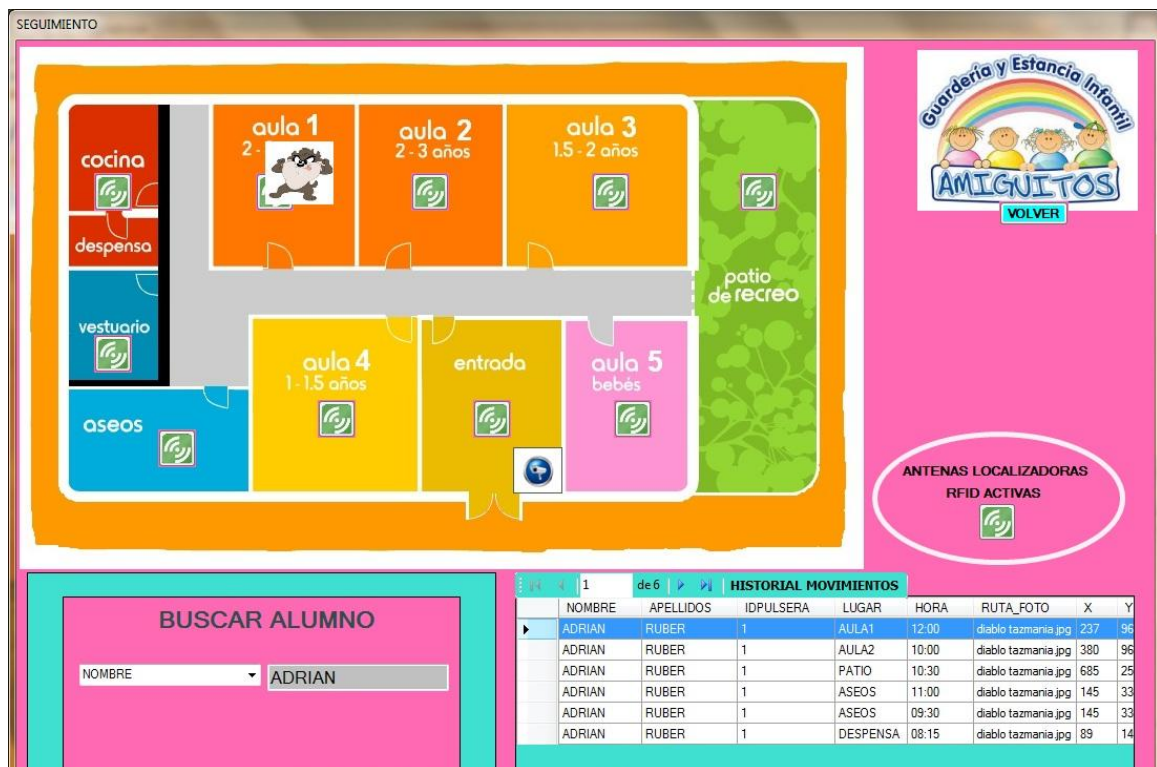 SEGUIMIENTO
Guardería y Estancia Infantil
AMIGUITOS
VOLVER
cocina
despensa
vestuario
aseos
aula 1
2 -
aula 2
2 - 3 años
aula 3
1.5 - 2 años
patio
de recreo
aula 4
1 - 1.5 años
entrada
aula 5
bebés
ANTENAS LOCALIZADORAS
RFID ACTIVAS
BUSCAR ALUMNO
NOMBRE ADRIAN
1 de 6 HISTORIAL MOVIMIENTOS
NOMBRE APELLIDOS IDPULSERA LUGAR HORA RUTA_FOTO X Y
ADRIAN RUBER 1 AULA1 12:00 diablo tazmania.jpg 237 96
ADRIAN RUBER 1 AULA2 10:00 diablo tazmania.jpg 380 96
ADRIAN RUBER 1 PATIO 10:30 diablo tazmania.jpg 685 25
ADRIAN RUBER 1 ASEOS 11:00 diablo tazmania.jpg 145 33
ADRIAN RUBER 1 ASEOS 09:30 diablo tazmania.jpg 145 33
ADRIAN RUBER 1 DESPENSA 08:15 diablo tazmania.jpg 89 14